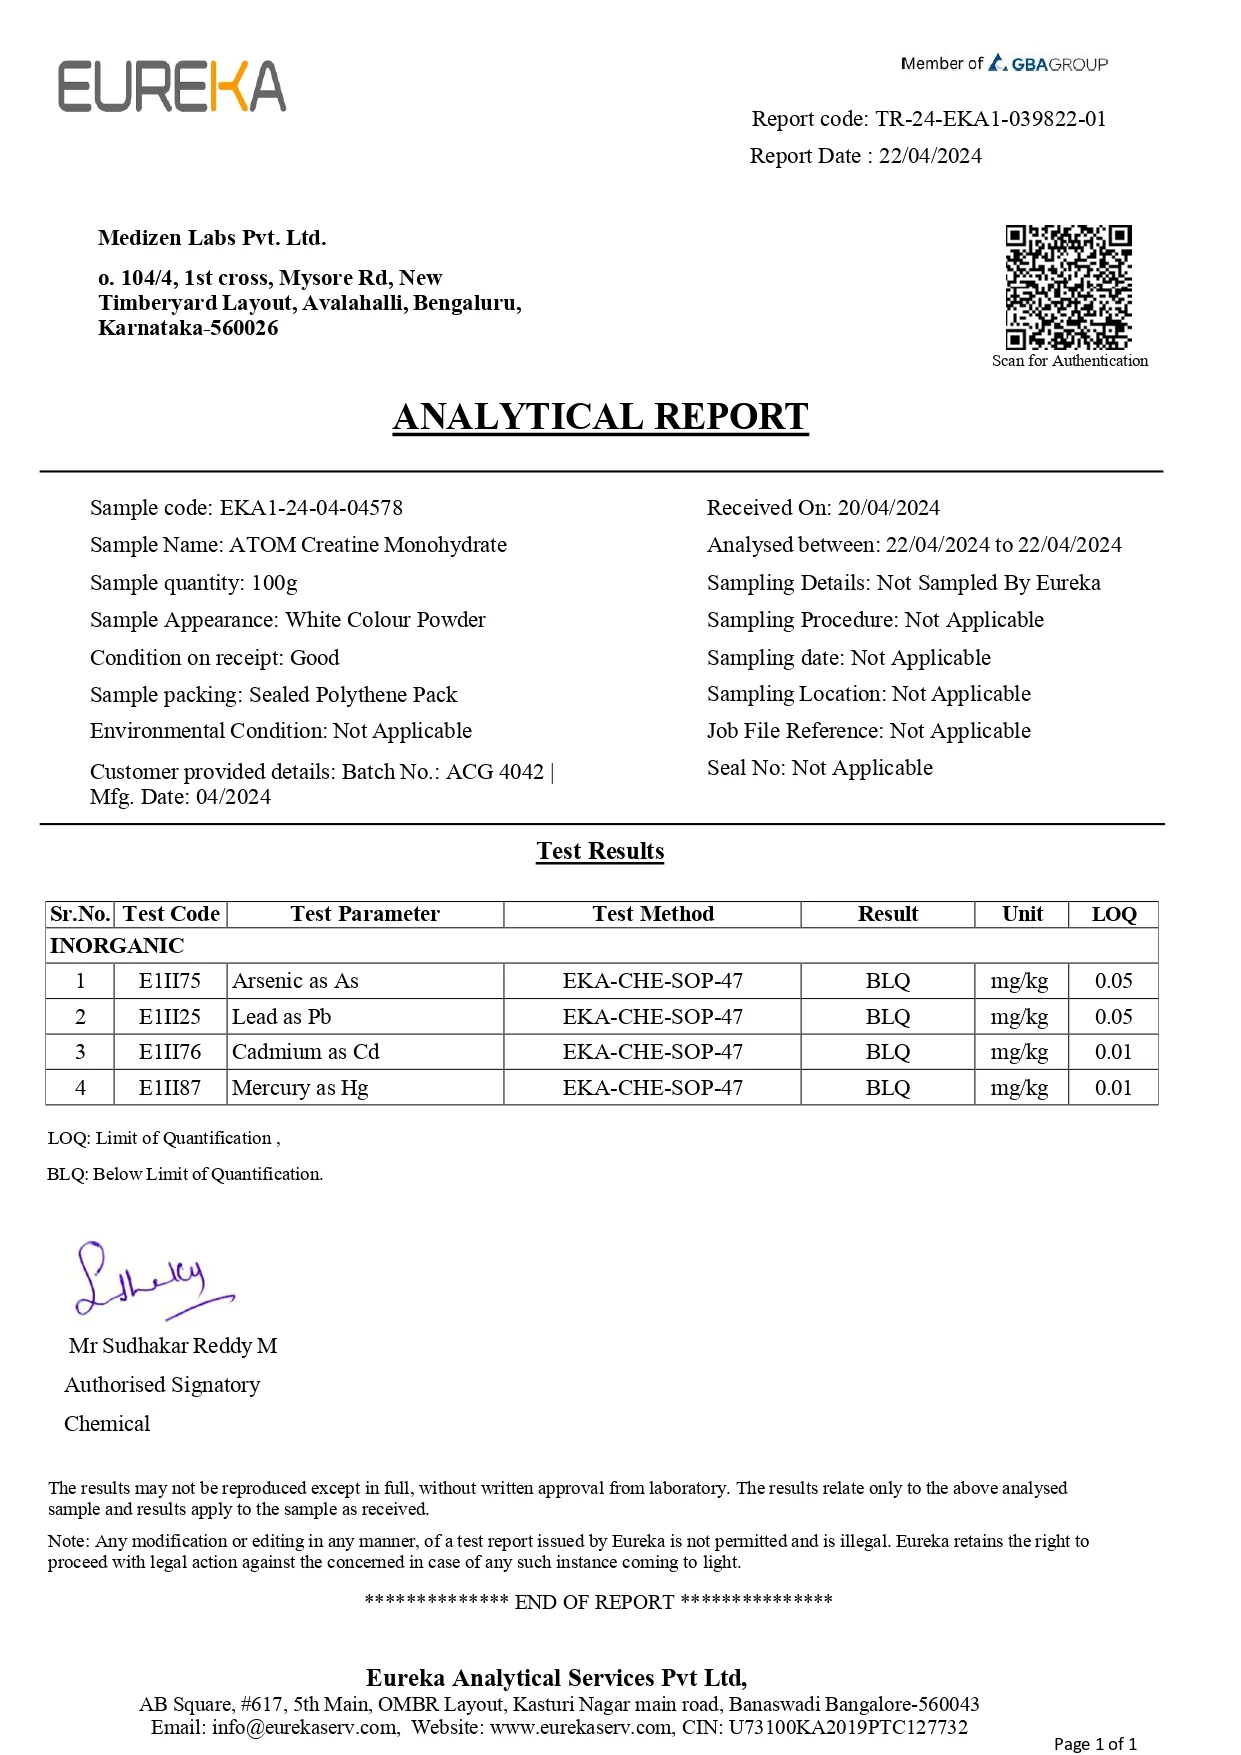 EUREKA
Member of GBAGROUP
Report code: TR-24-EKA1-039822-01
Report Date : 22/04/2024
Medizen Labs Pvt. Ltd.
o. 104/4, 1st cross, Mysore Rd, New
Timberyard Layout, Avalahalli, Bengaluru,
Karnataka-560026
Scan for Authentication
ANALYTICAL REPORT
Sample code: EKA1-24-04-04578
Sample Name: ATOM Creatine Monohydrate
Sample quantity: 100g
Sample Appearance: White Colour Powder
Condition on receipt: Good
Sample packing: Sealed Polythene Pack
Environmental Condition: Not Applicable
Customer provided details: Batch No.: ACG 4042 |
Mfg. Date: 04/2024
Received On: 20/04/2024
Analysed between: 22/04/2024 to 22/04/2024
Sampling Details: Not Sampled By Eureka
Sampling Procedure: Not Applicable
Sampling date: Not Applicable
Sampling Location: Not Applicable
Job File Reference: Not Applicable
Seal No: Not Applicable
Test Results
Sr.No. Test Code Test Parameter Test Method Result Unit LOQ
INORGANIC
1 E1II75 Arsenic as As EKA-CHE-SOP-47 BLQ mg/kg 0.05
2 E1II25 Lead as Pb EKA-CHE-SOP-47 BLQ mg/kg 0.05
3 E1II76 Cadmium as Cd EKA-CHE-SOP-47 BLQ mg/kg 0.01
4 E1II87 Mercury as Hg EKA-CHE-SOP-47 BLQ mg/kg 0.01
LOQ: Limit of Quantification ,
BLQ: Below Limit of Quantification.
Mr Sudhakar Reddy M
Authorised Signatory
Chemical
The results may not be reproduced except in full, without written approval from laboratory. The results relate only to the above analysed
sample and results apply to the sample as received.
Note: Any modification or editing in any manner, of a test report issued by Eureka is not permitted and is illegal. Eureka retains the right to
proceed with legal action against the concerned in case of any such instance coming to light.
************** END OF REPORT ***************
Eureka Analytical Services Pvt Ltd,
AB Square, #617, 5th Main, OMBR Layout, Kasturi Nagar main road, Banaswadi Bangalore-560043
Email: info@eurekaserv.com, Website: www.eurekaserv.com, CIN: U73100KA2019PTC127732
Page 1 of 1